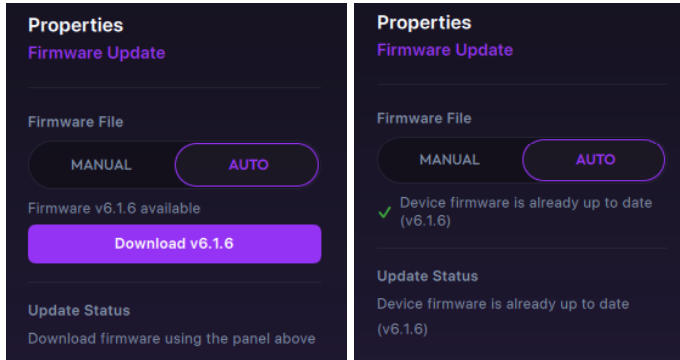 Properties
Firmware Update
Firmware File
MANUAL
AUTO
Firmware v6.1.6 available
Download v6.1.6
Update Status
Download firmware using the panel above
Properties
Firmware Update
Firmware File
MANUAL
AUTO
Device firmware is already up to date
(v6.1.6)
Update Status
Device firmware is already up to date
(v6.1.6)